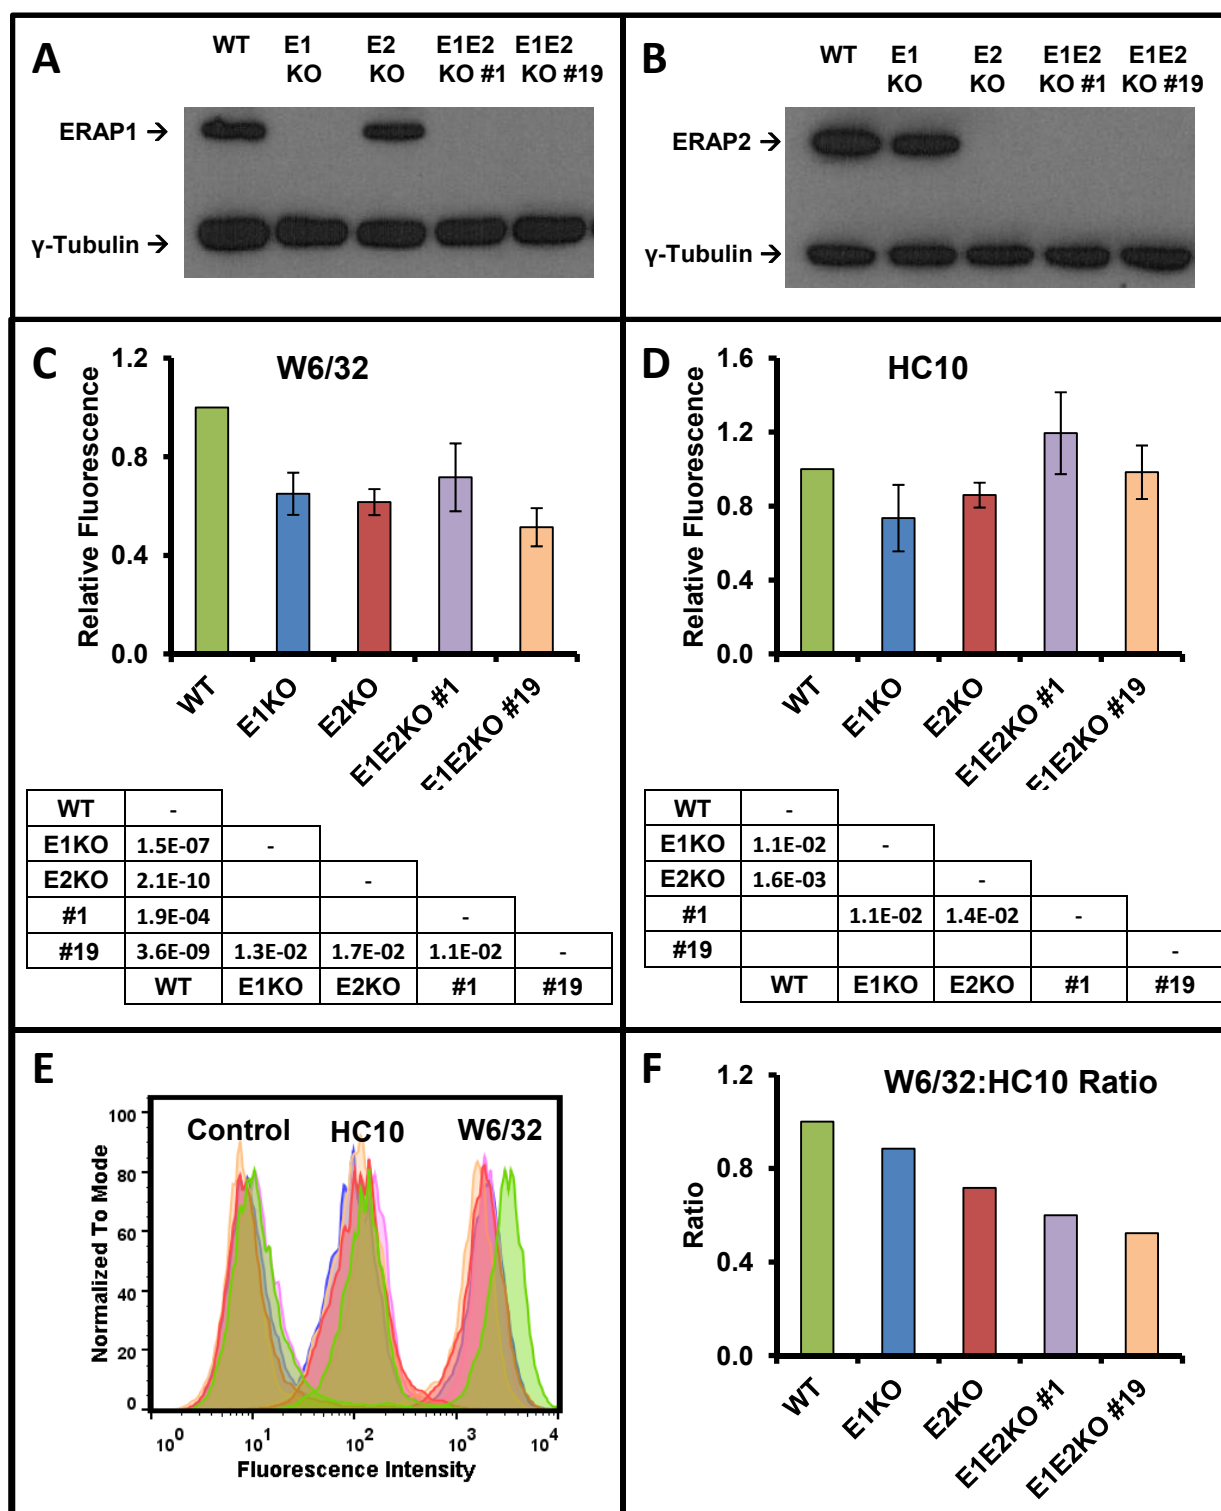 A
WT E1 E2 E1E2 E1E2
KO KO KO #1 KO #19
ERAP1 →
γ-Tubulin →
B
WT E1 E2 E1E2 E1E2
KO KO KO #1 KO #19
ERAP2 →
γ-Tubulin →
C
W6/32
Relative Fluorescence
1.2
0.8
0.4
0.0
WT E1KO E2KO E1E2KO #1 E1E2KO #19
WT -
E1KO 1.5E-07 -
E2KO 2.1E-10 -
#1 1.9E-04 -
#19 3.6E-09 1.3E-02 1.7E-02 1.1E-02 -
WT E1KO E2KO #1 #19
D
HC10
Relative Fluorescence
1.6
1.2
0.8
0.4
0.0
WT E1KO E2KO E1E2KO #1 E1E2KO #19
WT -
E1KO 1.1E-02 -
E2KO 1.6E-03 -
#1 1.1E-02 1.4E-02 -
#19 -
WT E1KO E2KO #1 #19
E
Control HC10 W6/32
Normalized To Mode
100
80
60
40
20
0
10⁰ 10¹ 10² 10³ 10⁴
Fluorescence Intensity
F
W6/32:HC10 Ratio
Ratio
1.2
0.8
0.4
0.0
WT E1KO E2KO E1E2KO #1 E1E2KO #19